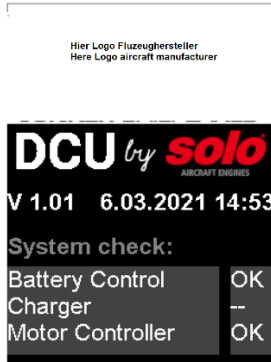 Hier Logo Fluzeughersteller
Here Logo aircraft manufacturer
DCU by solo
AIRCRAFT ENGINES
V 1.01 6.03.2021 14:53
System check:
Battery Control OK
Charger --
Motor Controller OK